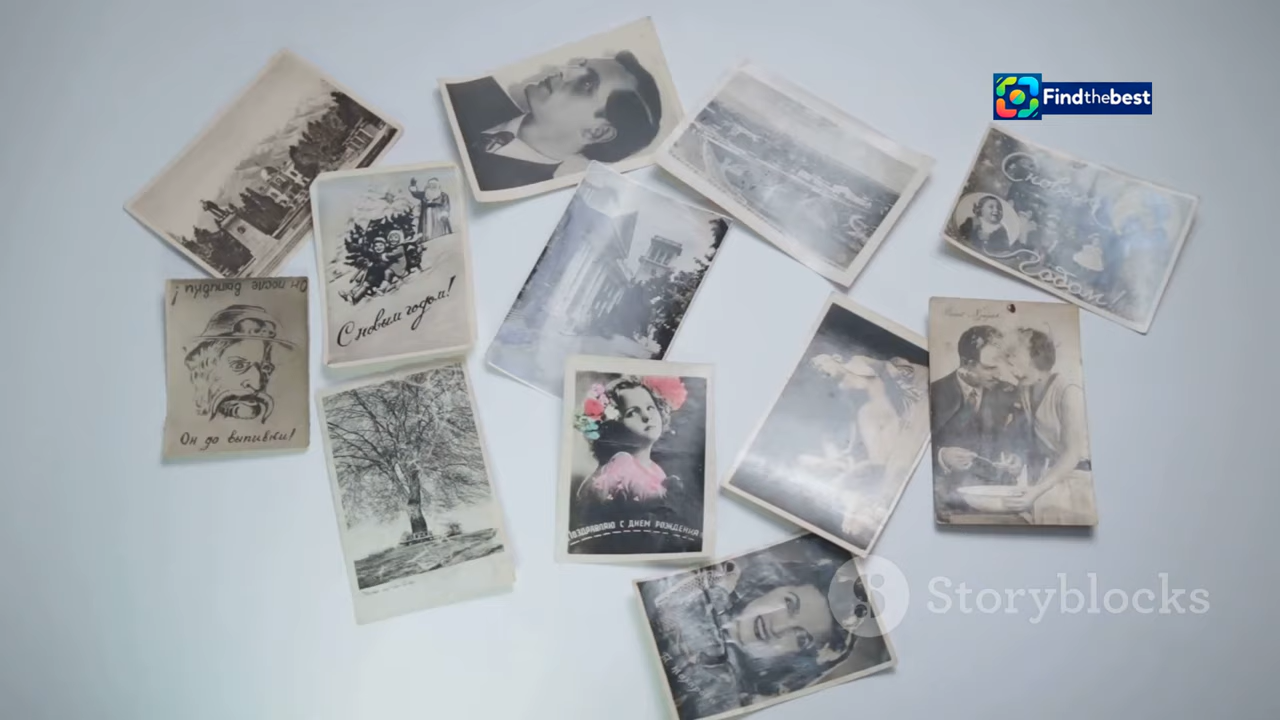 FindtheBest
С новым
Годом!
С новым годом!
Он после выпивки!
Он до выпивки!
ПОЗДРАВЛЯЮ С ДНЕМ РОЖДЕНИЯ
Storyblocks